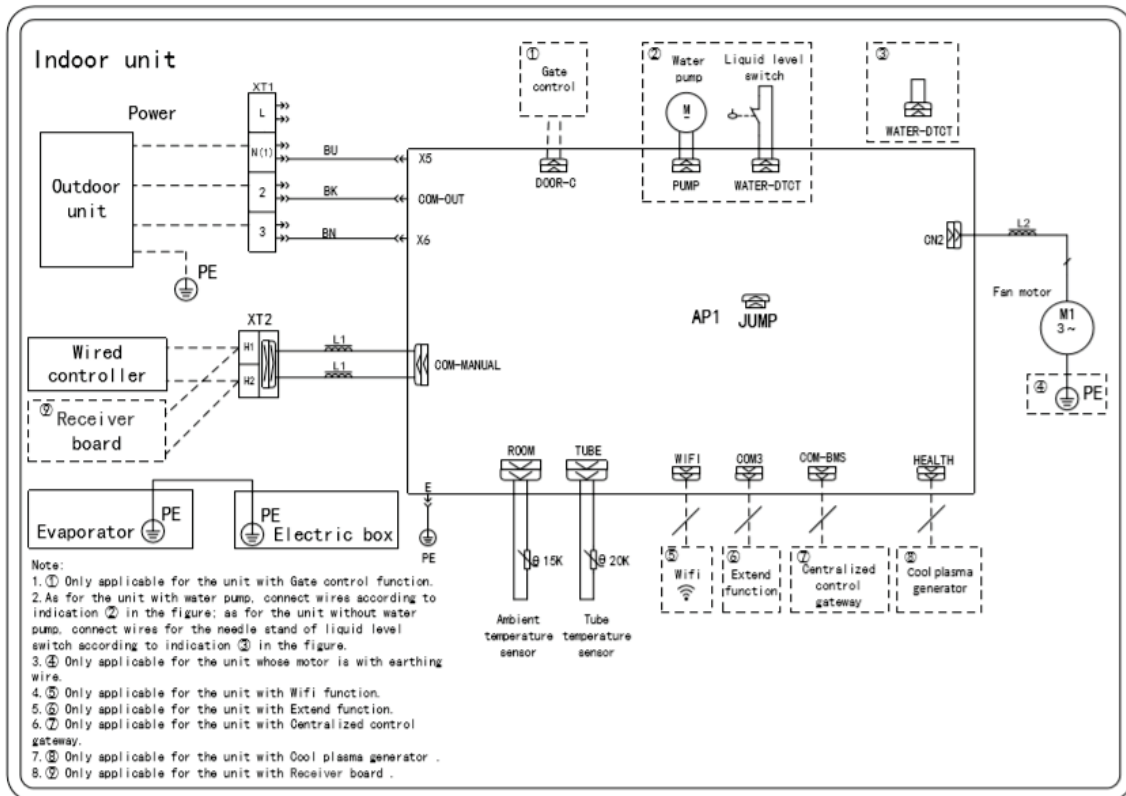 Indoor unit
XT1
Power
L
N(1)
2
3
BU
BK
BN
Outdoor
unit
PE
X5
COM-OUT
X6
①
Gate
control
DOOR-C
②
Water
pump
M
PUMP
Liquid level
switch
WATER-DTCT
③
WATER-DTCT
CN2
L2
Fan motor
M1
3~
④
PE
AP1
JUMP
XT2
H1
H2
L1
L1
COM-MANUAL
Wired
controller
⑨
Receiver
board
Evaporator
PE
PE
Electric box
E
PE
ROOM
TUBE
WIFI
COM3
COM-BMS
HEALTH
θ 15K
θ 20K
Ambient
temperature
sensor
Tube
temperature
sensor
⑤
Wifi
⑥
Extend
function
⑦
Centralized
control
gateway
⑧
Cool plasma
generator
Note:
1. ① Only applicable for the unit with Gate control function.
2. As for the unit with water pump, connect wires according to
indication ② in the figure; as for the unit without water
pump, connect wires for the needle stand of liquid level
switch according to indication ③ in the figure.
3. ④ Only applicable for the unit whose motor is with earthing
wire.
4. ⑤ Only applicable for the unit with Wifi function.
5. ⑥ Only applicable for the unit with Extend function.
6. ⑦ Only applicable for the unit with Centralized control
gateway.
7. ⑧ Only applicable for the unit with Cool plasma generator .
8. ⑨ Only applicable for the unit with Receiver board .